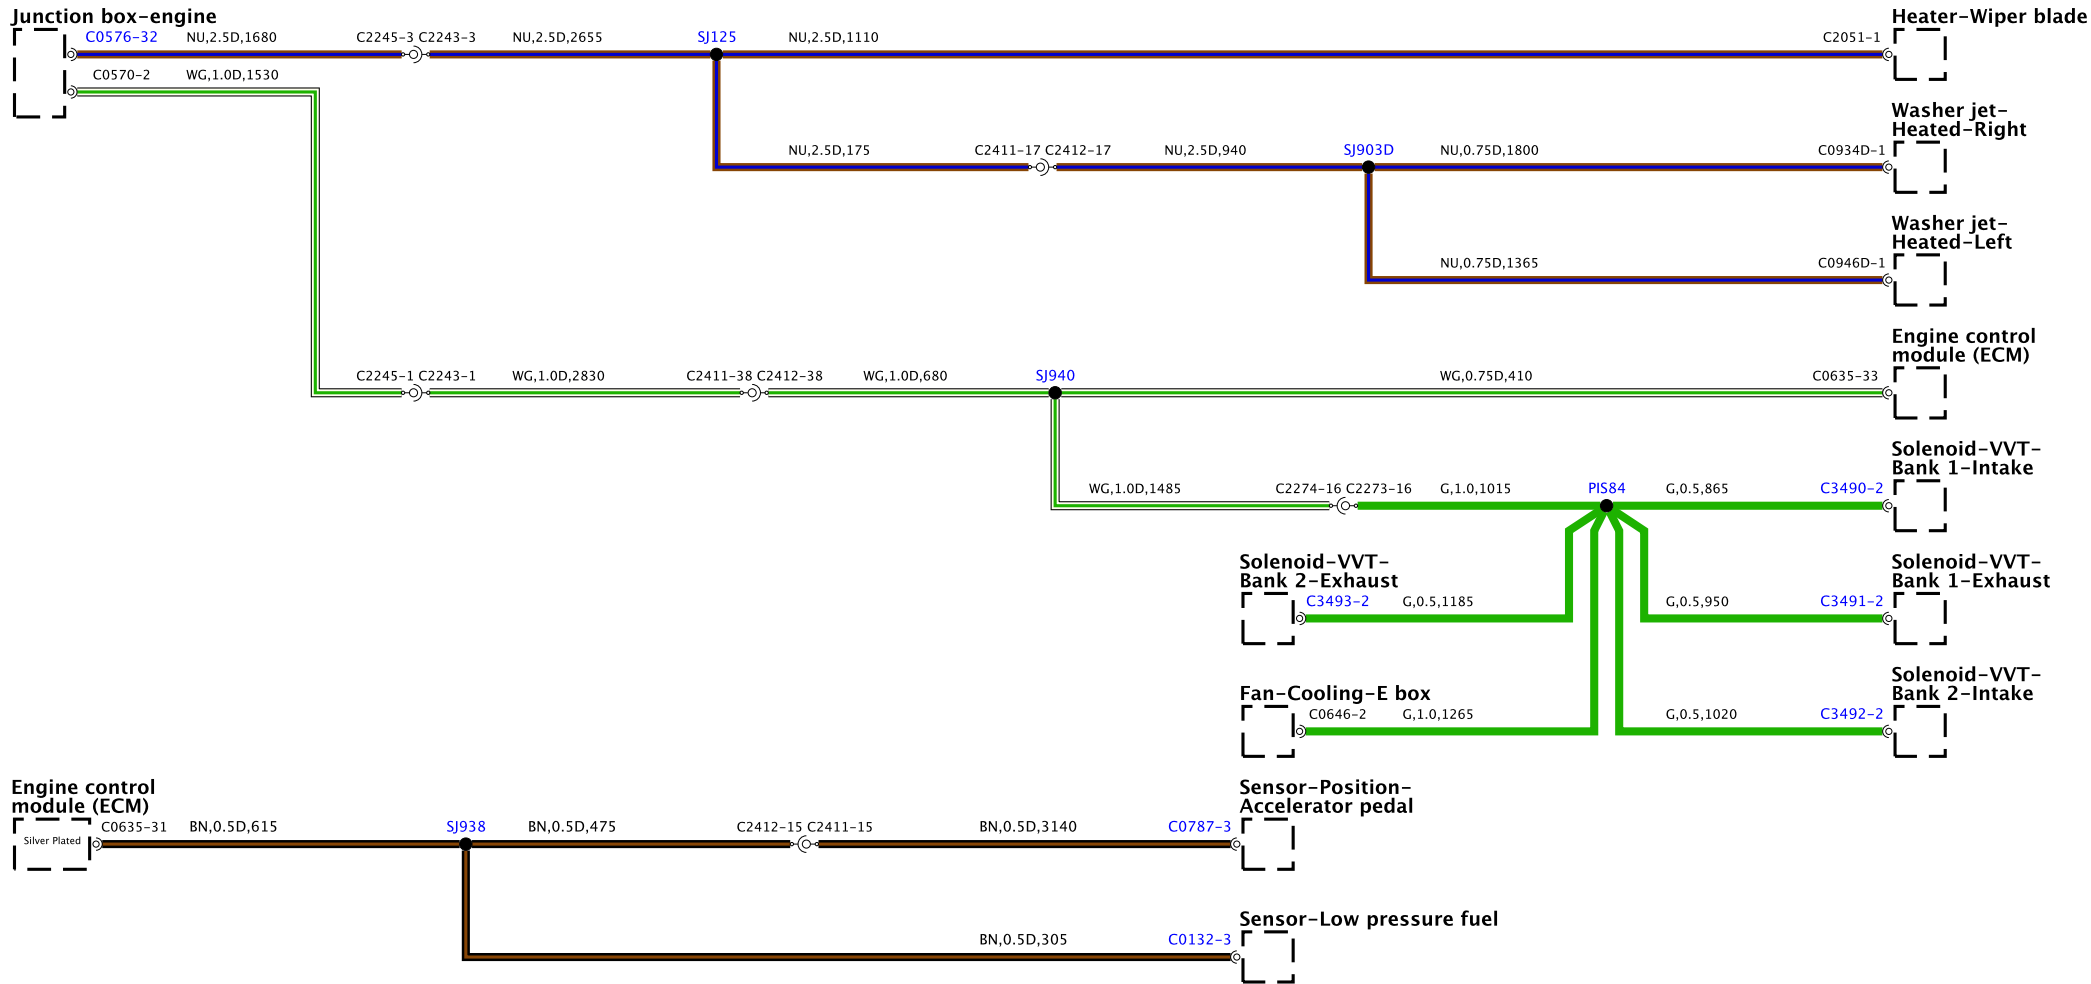 Junction box-engine
C0576-32 NU,2.5D,1680 C2245-3 C2243-3 NU,2.5D,2655 SJ125 NU,2.5D,1110 C2051-1
Heater-Wiper blade
C0570-2 WG,1.0D,1530
Washer jet-
Heated-Right
NU,2.5D,175 C2411-17 C2412-17 NU,2.5D,940 SJ903D NU,0.75D,1800 C0934D-1
Washer jet-
Heated-Left
NU,0.75D,1365 C0946D-1
Engine control
module (ECM)
C2245-1 C2243-1 WG,1.0D,2830 C2411-38 C2412-38 WG,1.0D,680 SJ940 WG,0.75D,410 C0635-33
Solenoid-VVT-
Bank 1-Intake
WG,1.0D,1485 C2274-16 C2273-16 G,1.0,1015 PIS84 G,0.5,865 C3490-2
Solenoid-VVT-
Bank 2-Exhaust
C3493-2 G,0.5,1185
Solenoid-VVT-
Bank 1-Exhaust
G,0.5,950 C3491-2
Fan-Cooling-E box
C0646-2 G,1.0,1265
Solenoid-VVT-
Bank 2-Intake
G,0.5,1020 C3492-2
Engine control
module (ECM)
Silver Plated
C0635-31 BN,0.5D,615 SJ938 BN,0.5D,475 C2412-15 C2411-15 BN,0.5D,3140 C0787-3
Sensor-Position-
Accelerator pedal
Sensor-Low pressure fuel
BN,0.5D,305 C0132-3